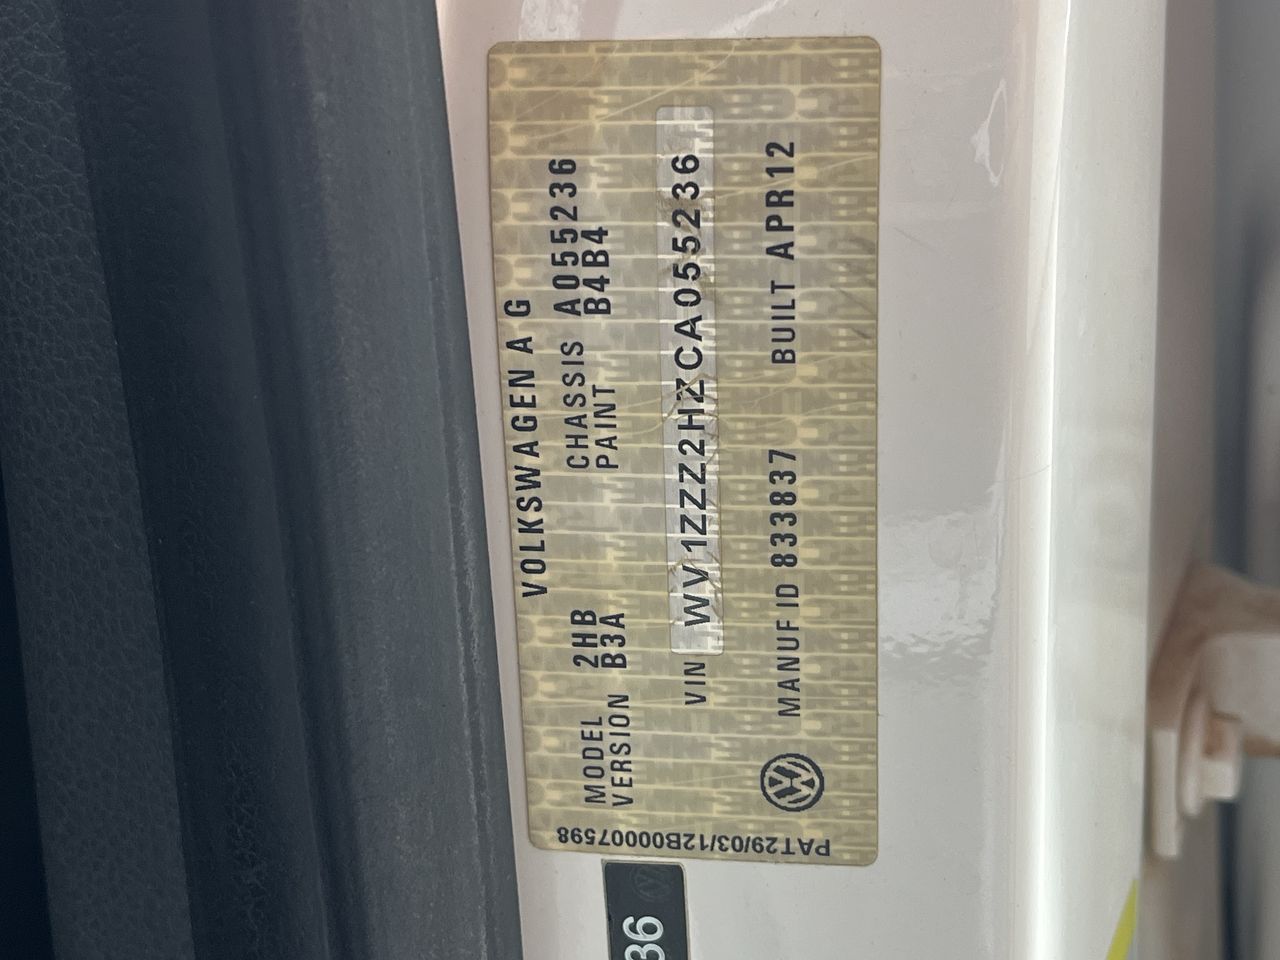 VOLKSWAGEN AG
MODEL 2HB CHASSIS A055236
VERSION B3A PAINT B4B4
VIN WV1ZZZ2HZCA055236
MANUF ID 833837 BUILT APR12
PAT29/03/12B00007598
36